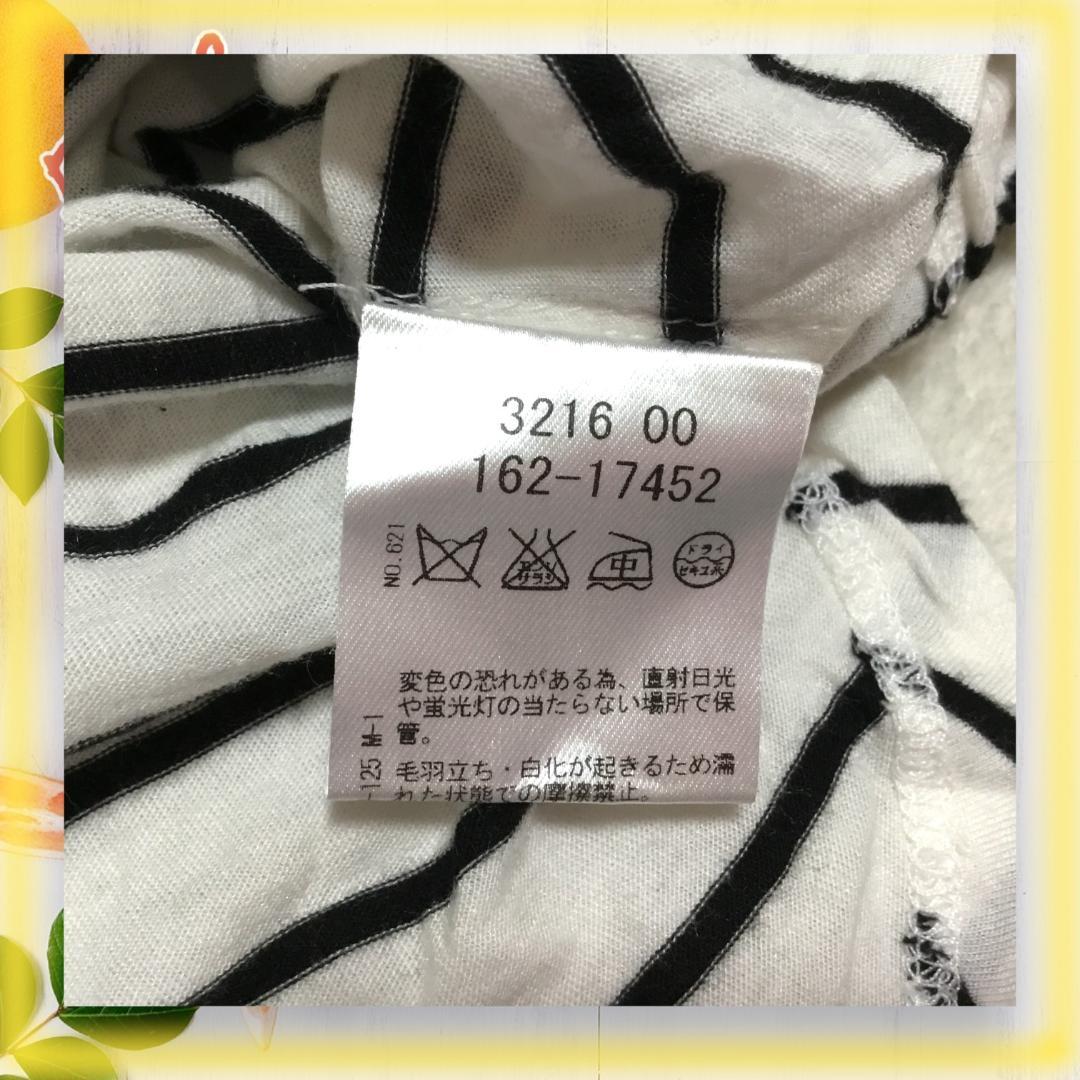 3216 00
162-17452
NO.621
中
ドライ
セキユ系
変色の恐れがある為、直射日光
や蛍光灯の当たらない場所で保
管。
毛羽立ち・白化が起きるため濡
れた状態での摩擦禁止。
-125 M-1